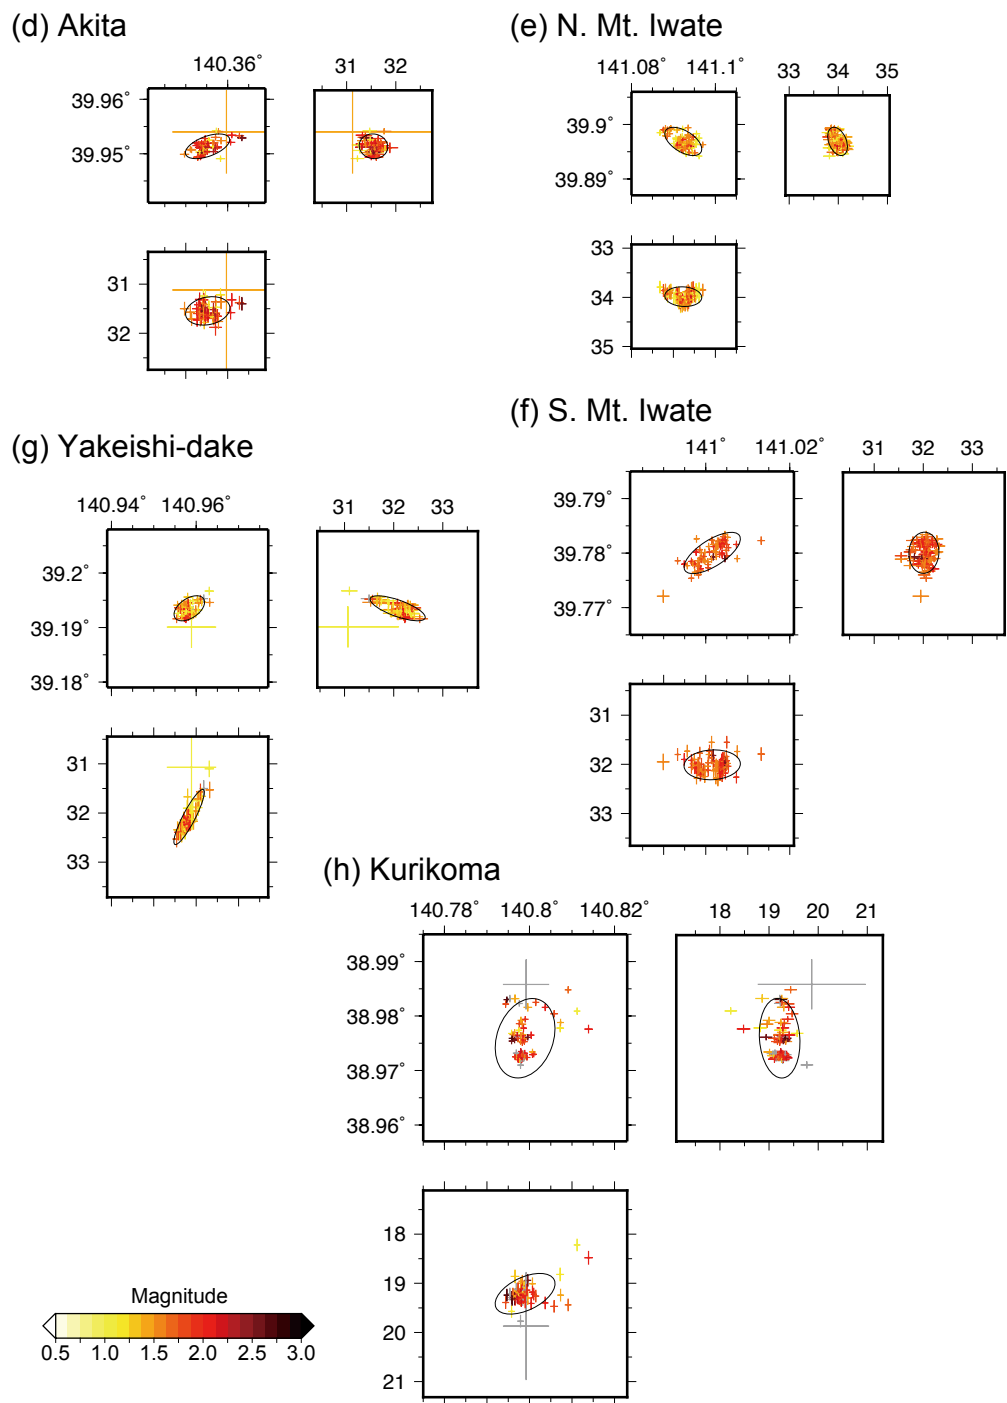 (d) Akita
140.36°
31 32
39.96°
39.95°
31
32
(e) N. Mt. Iwate
141.08° 141.1°
33 34 35
39.9°
39.89°
33
34
35
(f) S. Mt. Iwate
141° 141.02°
31 32 33
39.79°
39.78°
39.77°
31
32
33
(g) Yakeishi-dake
140.94° 140.96°
31 32 33
39.2°
39.19°
39.18°
31
32
33
(h) Kurikoma
140.78° 140.8° 140.82°
18 19 20 21
38.99°
38.98°
38.97°
38.96°
18
19
20
21
Magnitude
0.5 1.0 1.5 2.0 2.5 3.0